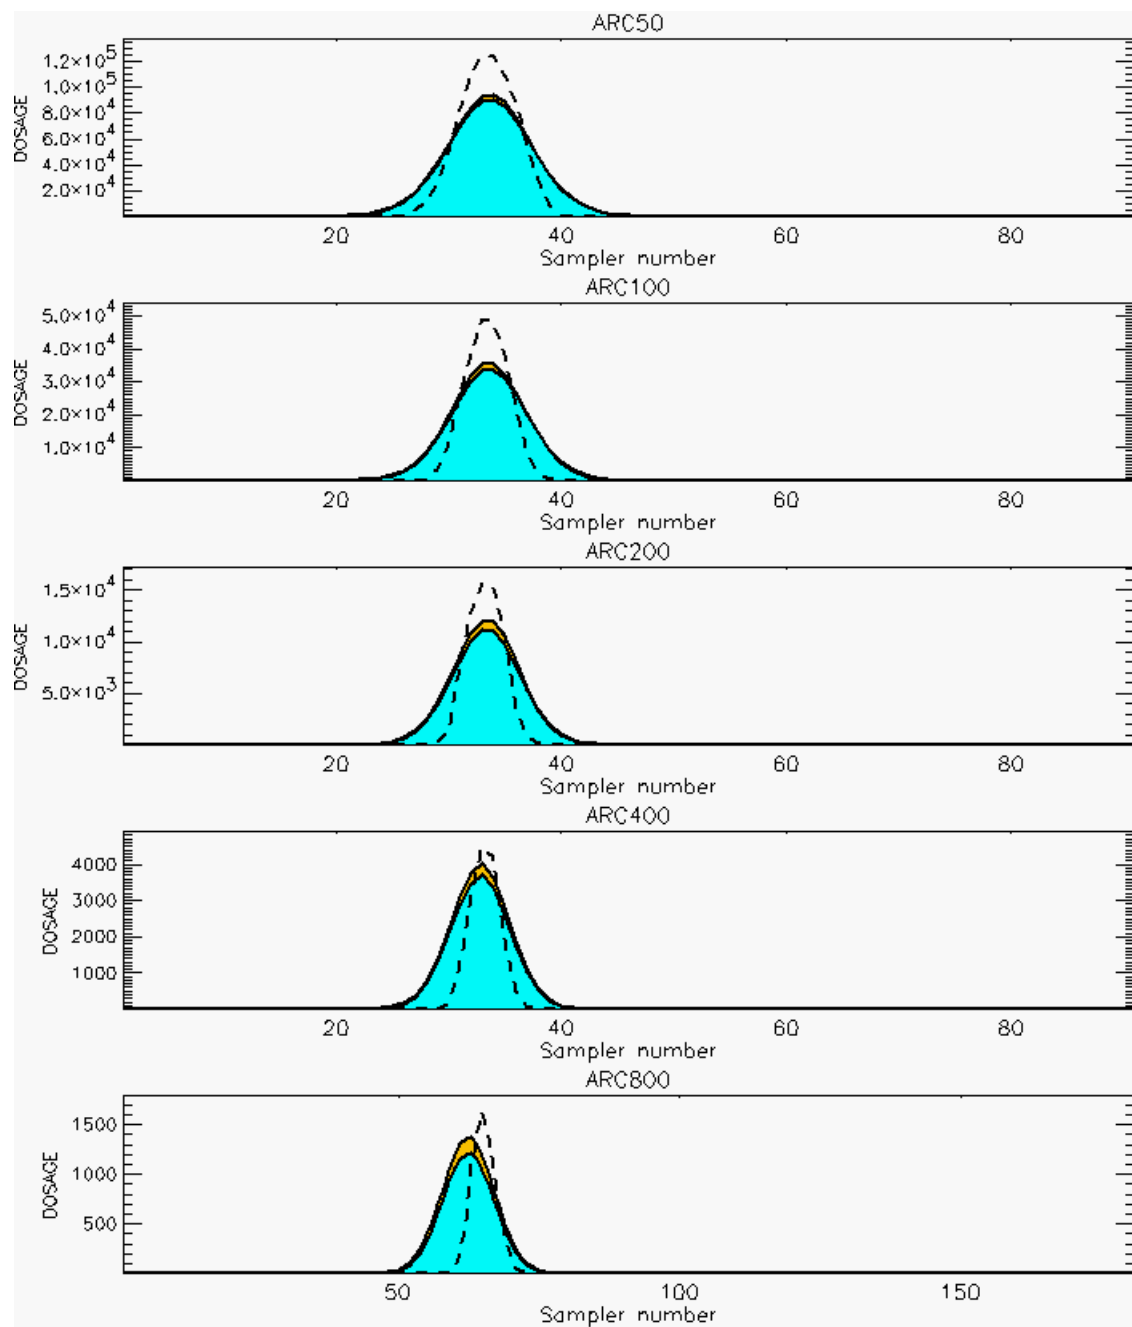 ARC50
1.2×10^5
1.0×10^5
8.0×10^4
6.0×10^4
4.0×10^4
2.0×10^4
DOSAGE
20 40 60 80
Sampler number
ARC100
5.0×10^4
4.0×10^4
3.0×10^4
2.0×10^4
1.0×10^4
DOSAGE
20 40 60 80
Sampler number
ARC200
1.5×10^4
1.0×10^4
5.0×10^3
DOSAGE
20 40 60 80
Sampler number
ARC400
4000
3000
2000
1000
DOSAGE
20 40 60 80
Sampler number
ARC800
1500
1000
500
DOSAGE
50 100 150
Sampler number